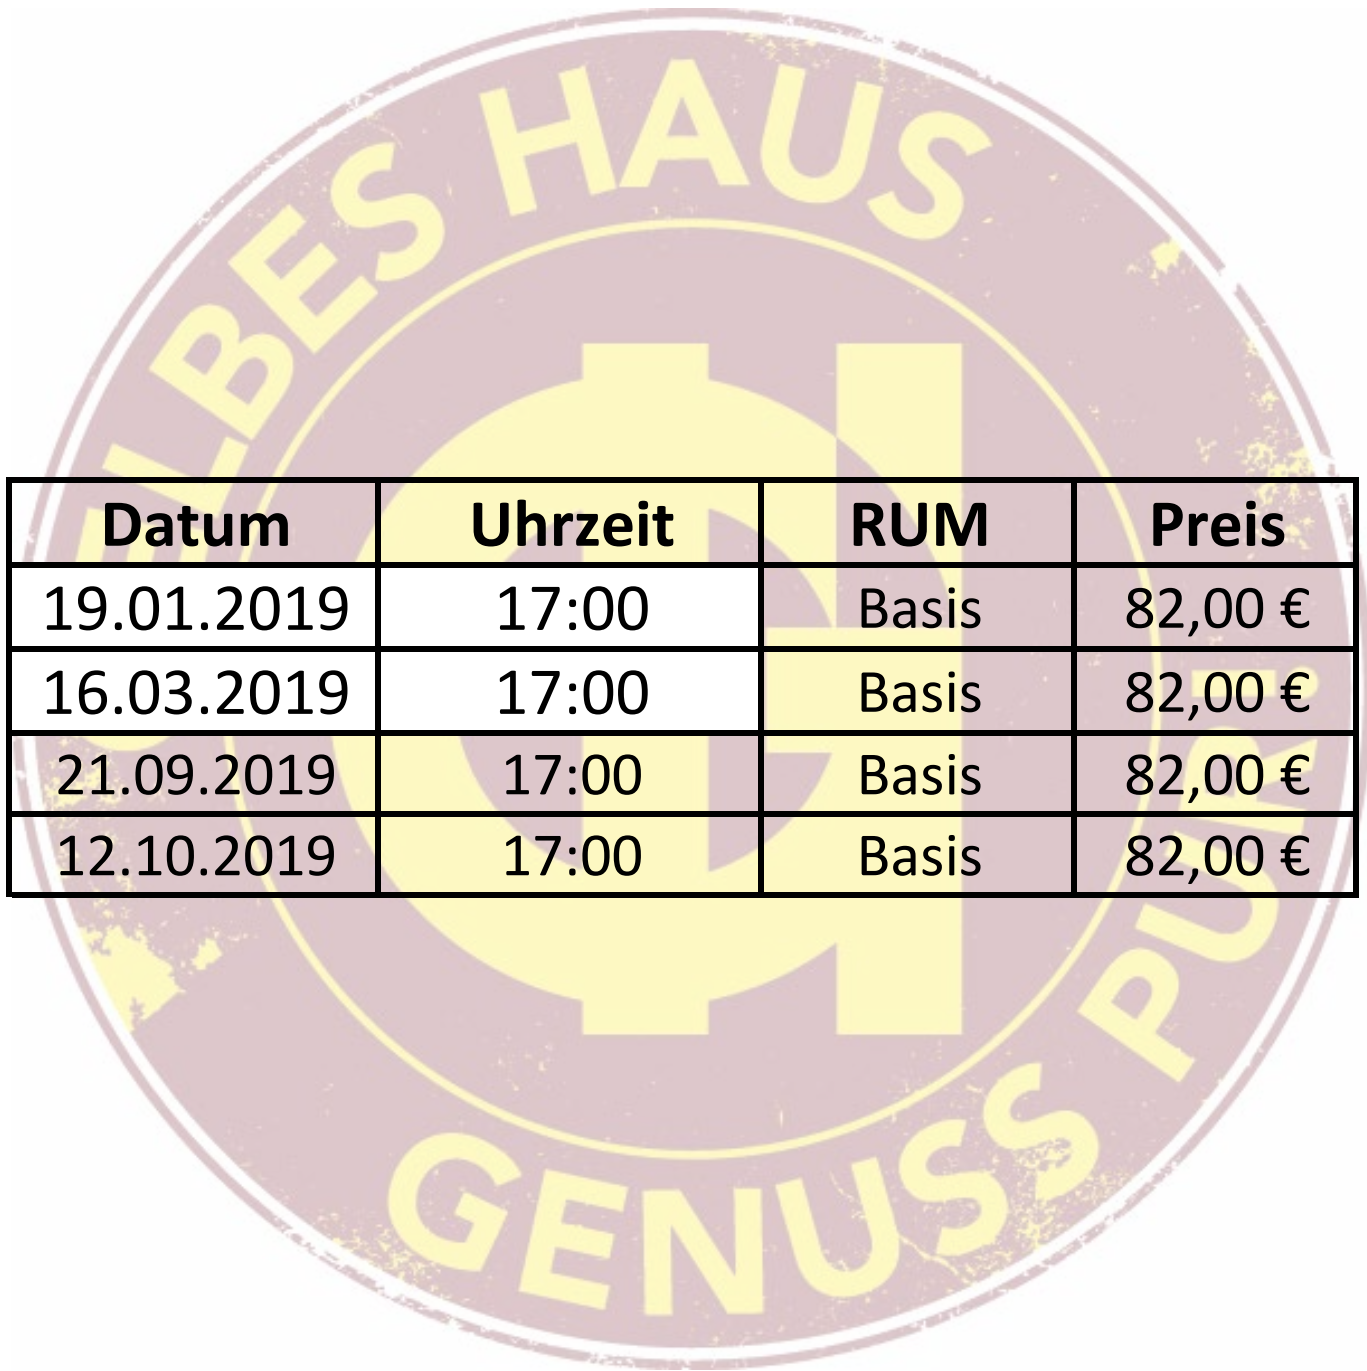 GELBES HAUS
Datum Uhrzeit RUM Preis
19.01.2019 17:00 Basis 82,00 €
16.03.2019 17:00 Basis 82,00 €
21.09.2019 17:00 Basis 82,00 €
12.10.2019 17:00 Basis 82,00 €
GENUSS PUR!